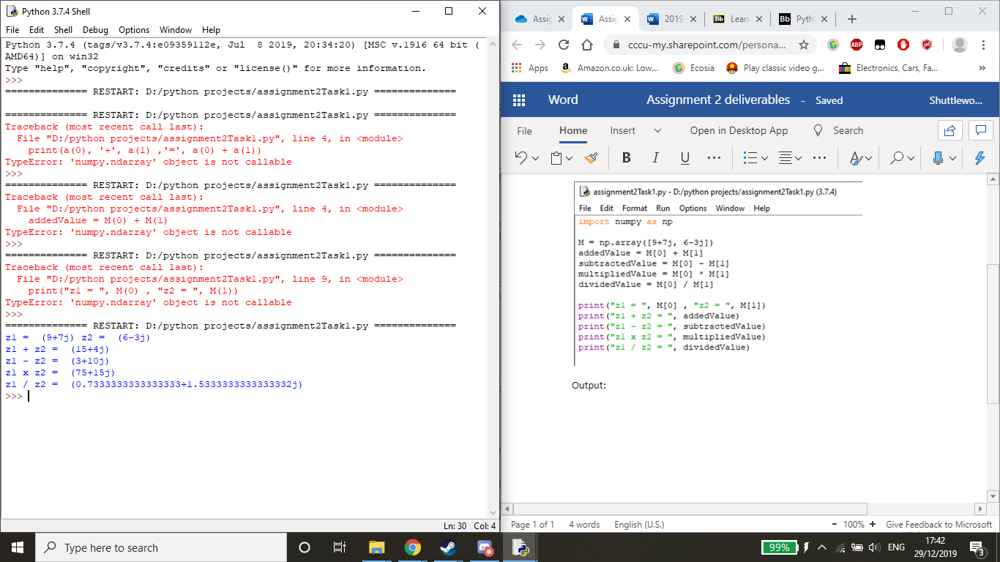 Python 3.7.4 Shell
File Edit Shell Debug Options Window Help
Python 3.7.4 (tags/v3.7.4:e09359112e, Jul  8 2019, 20:34:20) [MSC v.1916 64 bit (
AMD64)] on win32
Type "help", "copyright", "credits" or "license()" for more information.
>>>
============== RESTART: D:/python projects/assignment2Task1.py ==============
============== RESTART: D:/python projects/assignment2Task1.py ==============
Traceback (most recent call last):
  File "D:/python projects/assignment2Task1.py", line 4, in <module>
    print(a(0), '+', a(1) ,'=', a(0) + a(1))
TypeError: 'numpy.ndarray' object is not callable
>>>
============== RESTART: D:/python projects/assignment2Task1.py ==============
Traceback (most recent call last):
  File "D:/python projects/assignment2Task1.py", line 4, in <module>
    addedValue = M(0) + M(1)
TypeError: 'numpy.ndarray' object is not callable
>>>
============== RESTART: D:/python projects/assignment2Task1.py ==============
Traceback (most recent call last):
  File "D:/python projects/assignment2Task1.py", line 9, in <module>
    print("z1 = ", M(0) , "z2 = ", M(1))
TypeError: 'numpy.ndarray' object is not callable
>>>
============== RESTART: D:/python projects/assignment2Task1.py ==============
z1 =  (9+7j) z2 =  (6-3j)
z1 + z2 =  (15+4j)
z1 - z2 =  (3+10j)
z1 x z2 =  (75+15j)
z1 / z2 =  (0.7333333333333333+1.5333333333333332j)
>>>
Ln: 30 Col: 4
Assig Assig 2019 Learn Pyth
cccu-my.sharepoint.com/persona...
Apps Amazon.co.uk: Low... Ecosia Play classic video g... Electronics, Cars, Fa... »
Word Assignment 2 deliverables - Saved Shuttlewo...
File Home Insert Open in Desktop App Search
B I U ...
assignment2Task1.py - D:/python projects/assignment2Task1.py (3.7.4)
File Edit Format Run Options Window Help
import numpy as np
M = np.array([9+7j, 6-3j])
addedValue = M[0] + M[1]
subtractedValue = M[0] - M[1]
multipliedValue = M[0] * M[1]
dividedValue = M[0] / M[1]
print("z1 = ", M[0] , "z2 = ", M[1])
print("z1 + z2 = ", addedValue)
print("z1 - z2 = ", subtractedValue)
print("z1 x z2 = ", multipliedValue)
print("z1 / z2 = ", dividedValue)
Output:
Page 1 of 1 4 words English (U.S.) - 100% + Give Feedback to Microsoft
Type here to search
99% ENG 17:42
29/12/2019 3